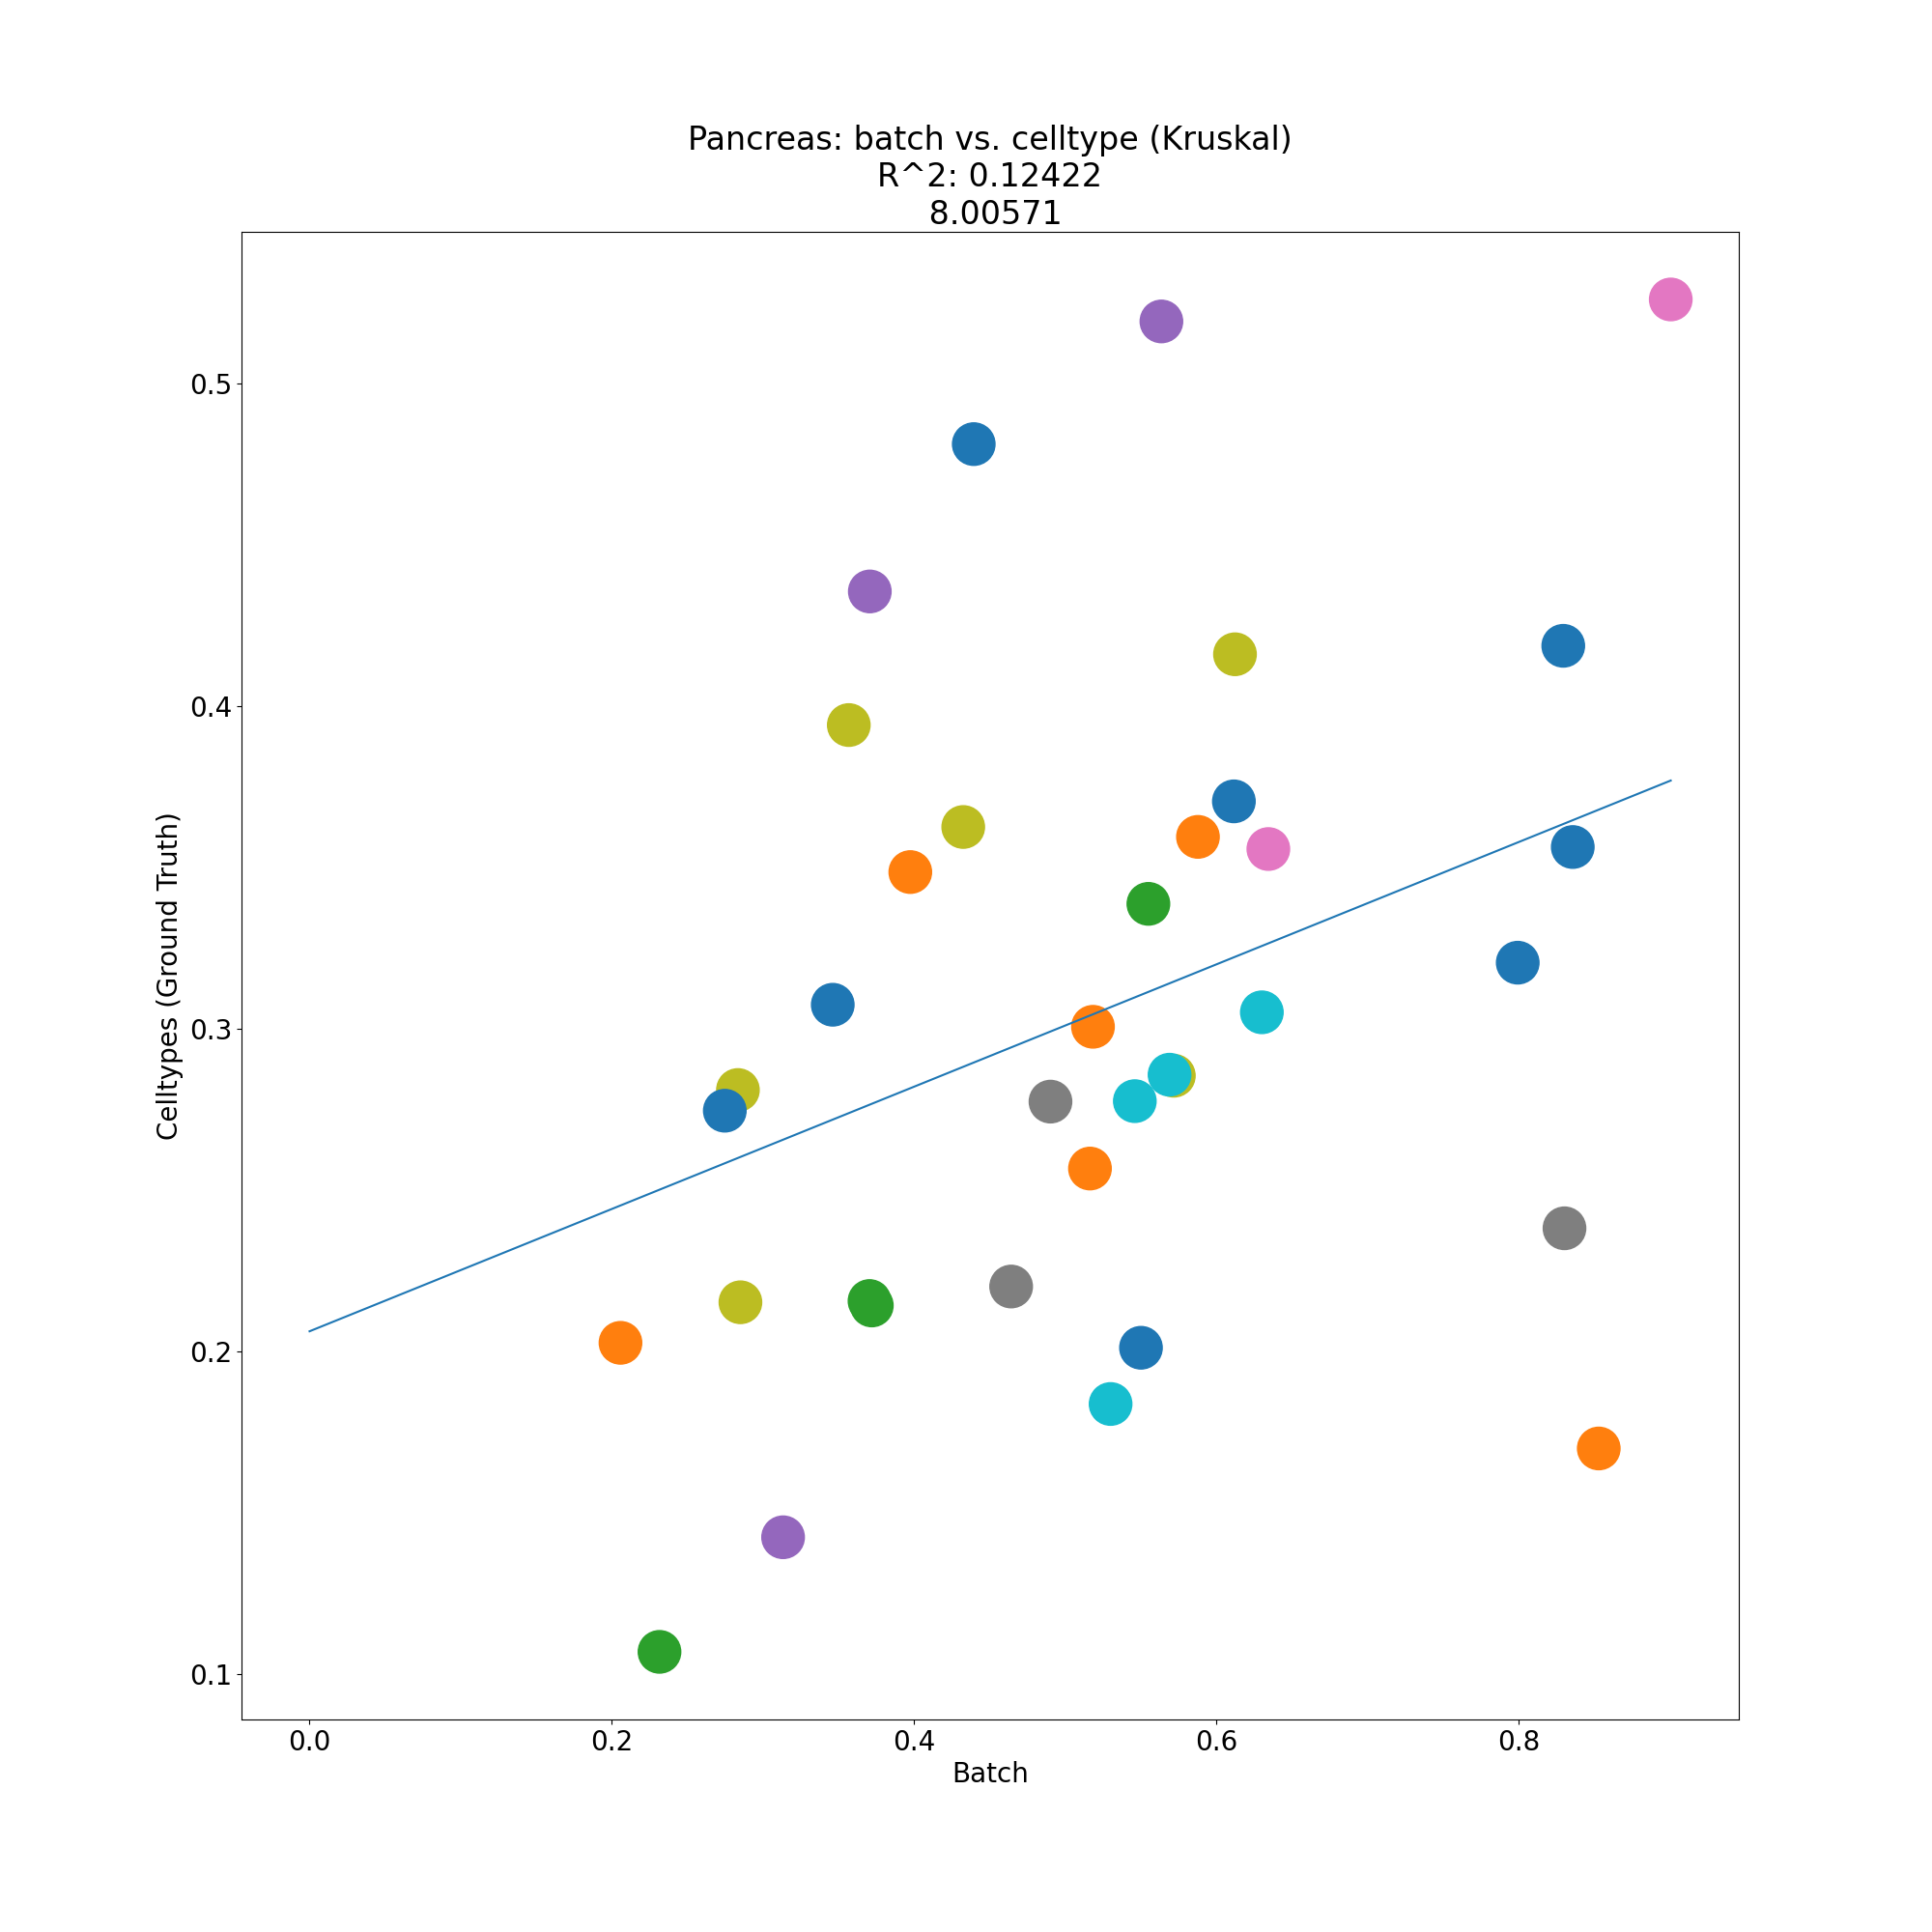 Pancreas: batch vs. celltype (Kruskal)
R^2: 0.12422
8.00571
0.5
0.4
0.3
0.2
0.1
Celltypes (Ground Truth)
0.0 0.2 0.4 0.6 0.8
Batch